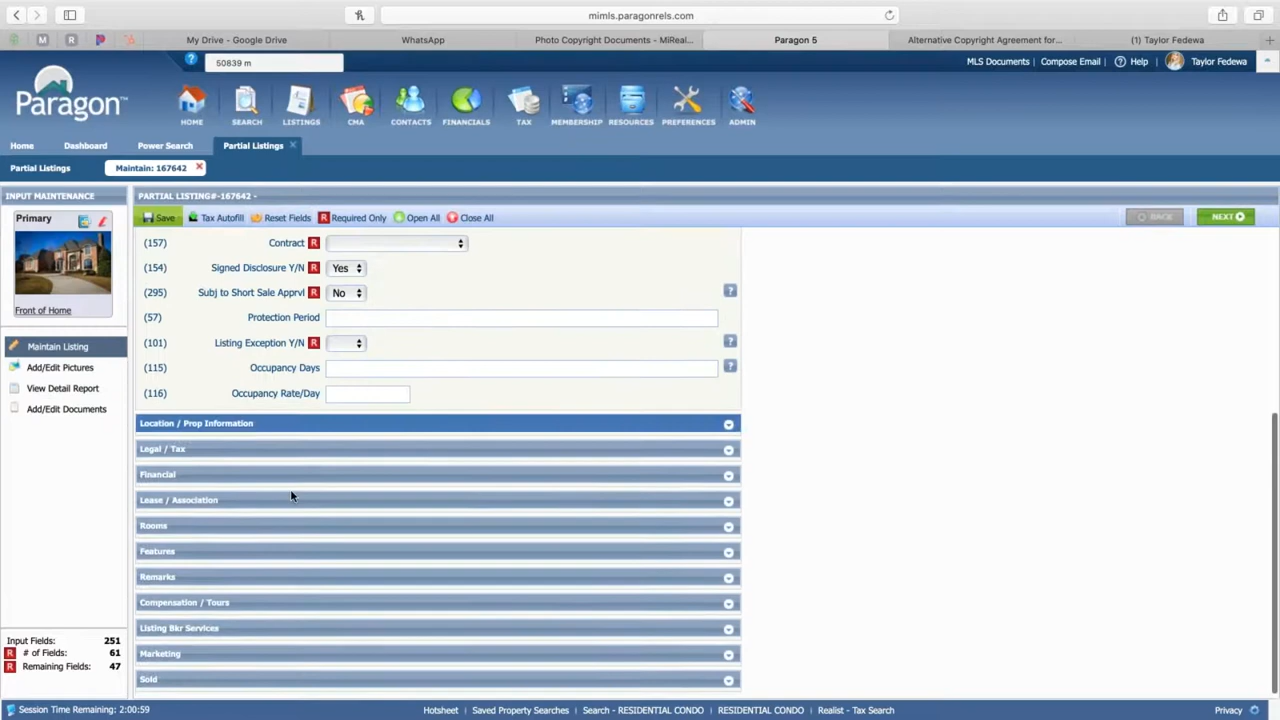 mimls.paragonrels.com
M R My Drive - Google Drive WhatsApp Photo Copyright Documents - MiReal... Paragon 5 Alternative Copyright Agreement for... (1) Taylor Fedewa +
? 50839 m MLS Documents Compose Email ? Help Taylor Fedewa
Paragon™
HOME SEARCH LISTINGS CMA CONTACTS FINANCIALS TAX MEMBERSHIP RESOURCES PREFERENCES ADMIN
Home Dashboard Power Search Partial Listings
Partial Listings Maintain: 167642
INPUT MAINTENANCE PARTIAL LISTING#-167642 -
Primary Save Tax Autofill Reset Fields R Required Only Open All Close All BACK NEXT
(157) Contract R
(154) Signed Disclosure Y/N R Yes
(295) Subj to Short Sale Apprvl R No ?
Front of Home
(57) Protection Period
(101) Listing Exception Y/N R ?
Maintain Listing
(115) Occupancy Days ?
Add/Edit Pictures
View Detail Report
(116) Occupancy Rate/Day
Add/Edit Documents
Location / Prop Information
Legal / Tax
Financial
Lease / Association
Rooms
Features
Remarks
Compensation / Tours
Listing Bkr Services
Marketing
Sold
Input Fields: 251
R # of Fields: 61
R Remaining Fields: 47
Session Time Remaining: 2:00:59 Hotsheet Saved Property Searches Search - RESIDENTIAL CONDO RESIDENTIAL CONDO Realist - Tax Search Privacy